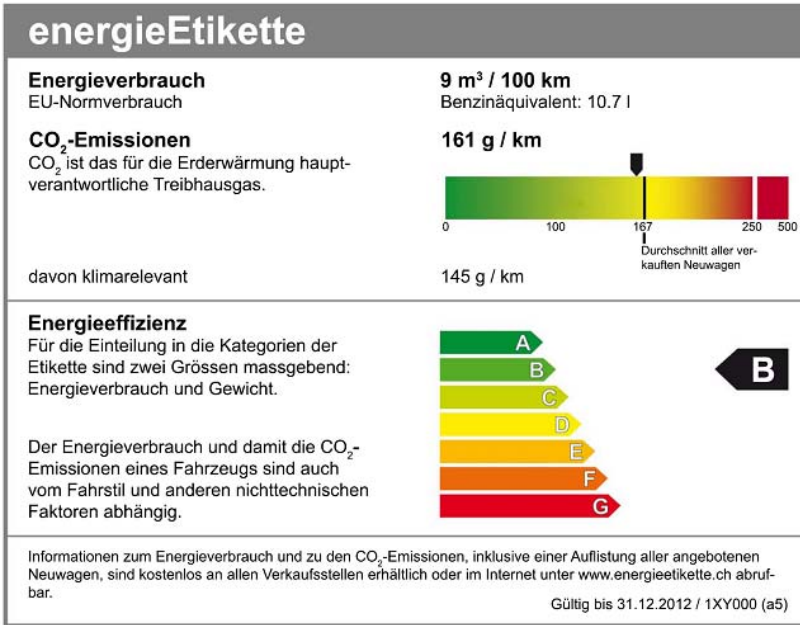 energieEtikette
Energieverbrauch
EU-Normverbrauch
9 m³ / 100 km
Benzinäquivalent: 10.7 l
CO₂-Emissionen
CO₂ ist das für die Erderwärmung haupt-
verantwortliche Treibhausgas.
161 g / km
0 100 167 250 500
Durchschnitt aller ver-
kauften Neuwagen
davon klimarelevant
145 g / km
Energieeffizienz
Für die Einteilung in die Kategorien der
Etikette sind zwei Grössen massgebend:
Energieverbrauch und Gewicht.
Der Energieverbrauch und damit die CO₂-
Emissionen eines Fahrzeugs sind auch
vom Fahrstil und anderen nichttechnischen
Faktoren abhängig.
A
B
C
D
E
F
G
B
Informationen zum Energieverbrauch und zu den CO₂-Emissionen, inklusive einer Auflistung aller angebotenen
Neuwagen, sind kostenlos an allen Verkaufsstellen erhältlich oder im Internet unter www.energieetikette.ch abruf-
bar.
Gültig bis 31.12.2012 / 1XY000 (a5)